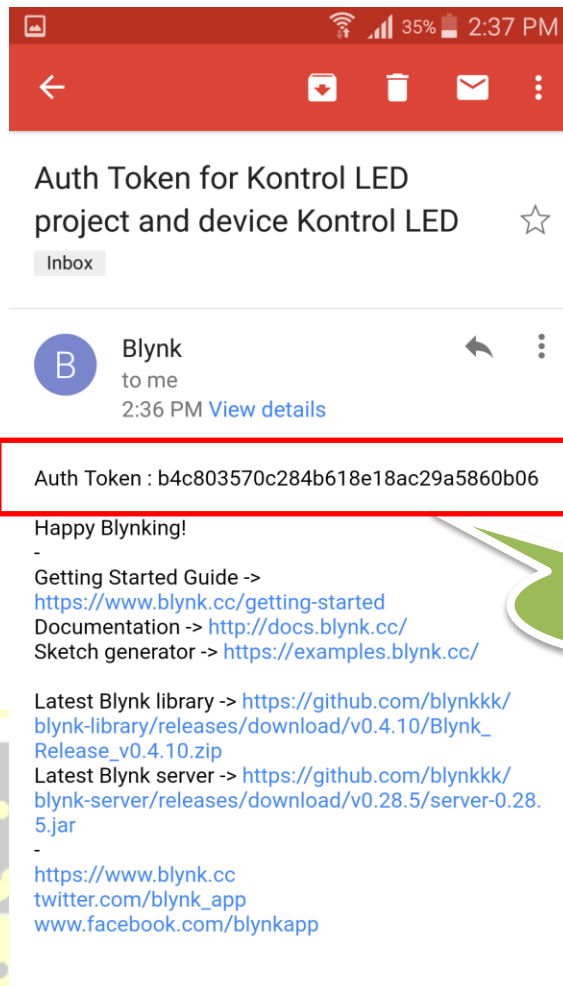 35% 2:37 PM
Auth Token for Kontrol LED
project and device Kontrol LED
Inbox
B
Blynk
to me
2:36 PM View details
Auth Token : b4c803570c284b618e18ac29a5860b06
Happy Blynking!
-
Getting Started Guide ->
https://www.blynk.cc/getting-started
Documentation -> http://docs.blynk.cc/
Sketch generator -> https://examples.blynk.cc/
Latest Blynk library -> https://github.com/blynkkk/
blynk-library/releases/download/v0.4.10/Blynk_
Release_v0.4.10.zip
Latest Blynk server -> https://github.com/blynkkk/
blynk-server/releases/download/v0.28.5/server-0.28.
5.jar
-
https://www.blynk.cc
twitter.com/blynk_app
www.facebook.com/blynkapp